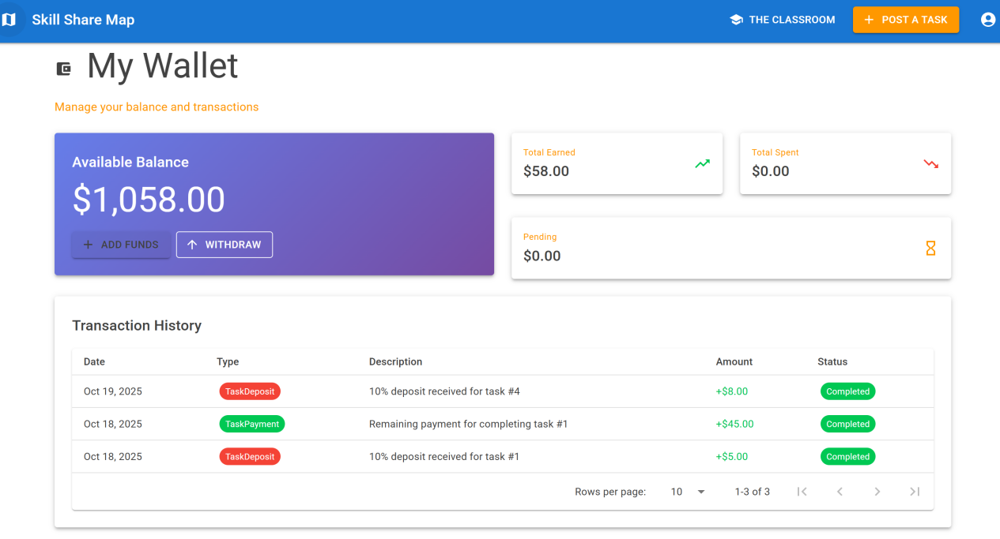 Skill Share Map
THE CLASSROOM
POST A TASK
My Wallet
Manage your balance and transactions
Available Balance
$1,058.00
ADD FUNDS
WITHDRAW
Total Earned
$58.00
Total Spent
$0.00
Pending
$0.00
Transaction History
Date Type Description Amount Status
Oct 19, 2025 TaskDeposit 10% deposit received for task #4 +$8.00 Completed
Oct 18, 2025 TaskPayment Remaining payment for completing task #1 +$45.00 Completed
Oct 18, 2025 TaskDeposit 10% deposit received for task #1 +$5.00 Completed
Rows per page: 10 1-3 of 3